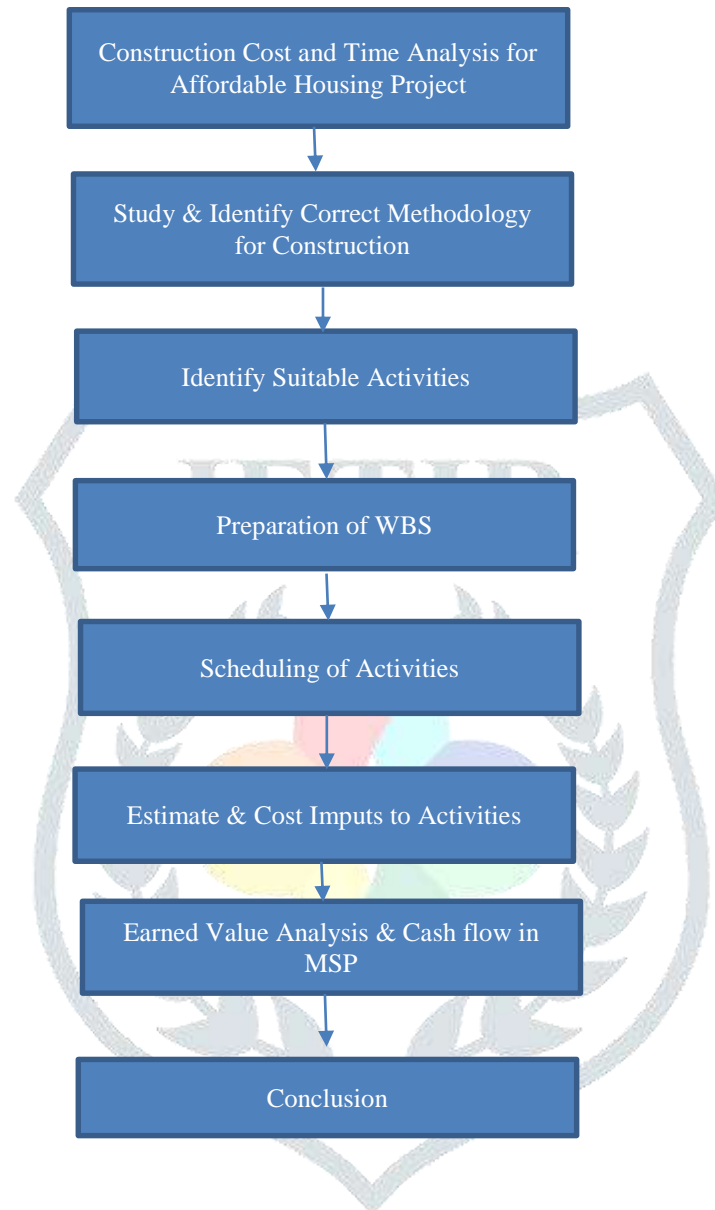 Construction Cost and Time Analysis for
Affordable Housing Project
Study & Identify Correct Methodology
for Construction
Identify Suitable Activities
Preparation of WBS
Scheduling of Activities
Estimate & Cost Imputs to Activities
Earned Value Analysis & Cash flow in
MSP
Conclusion